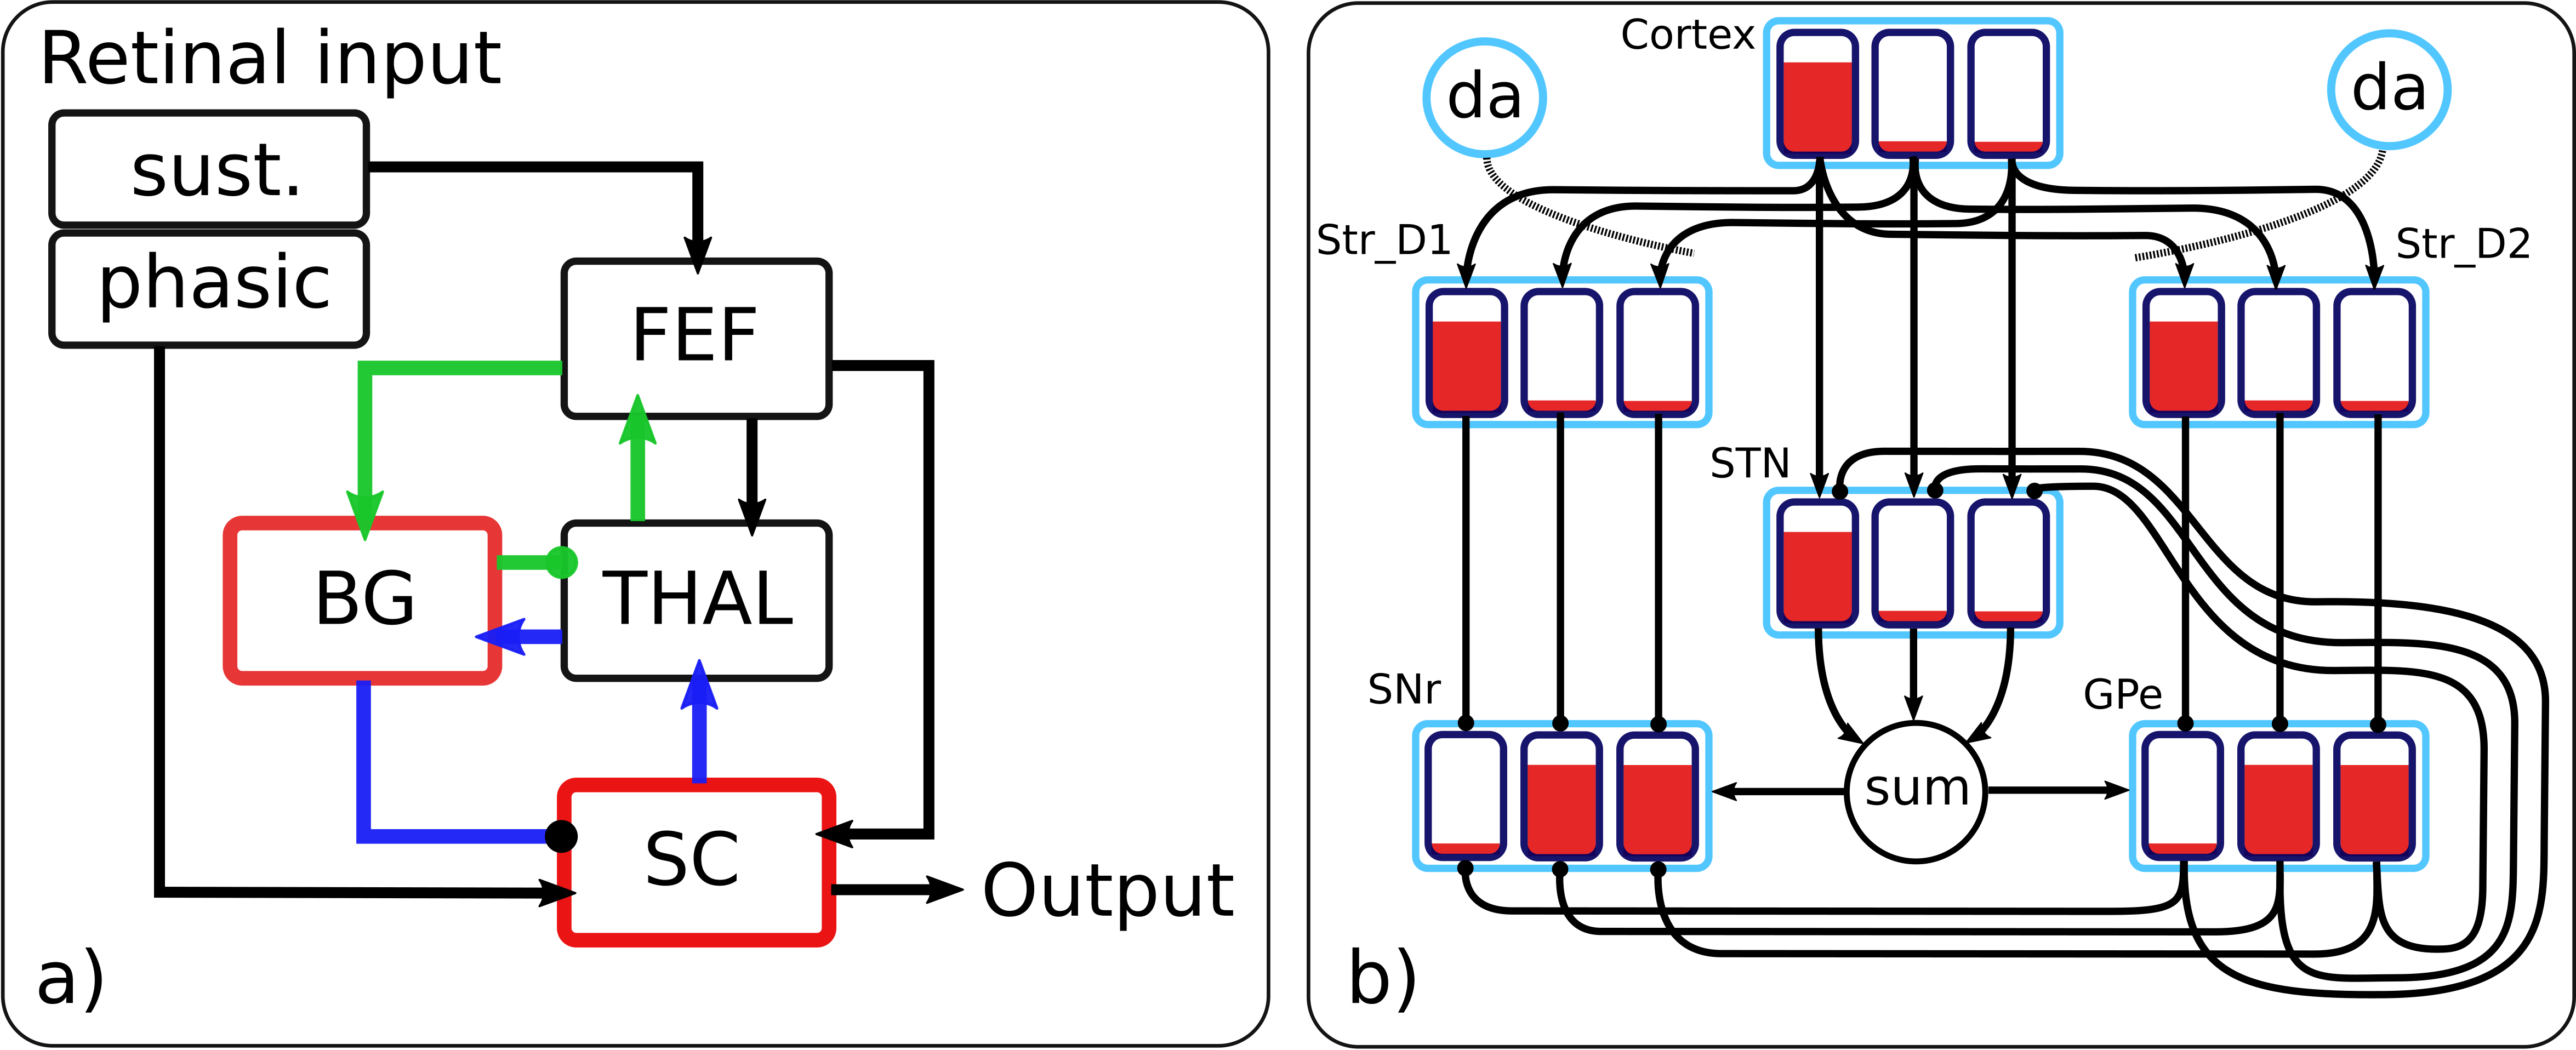 Retinal input
sust.
phasic
FEF
BG
THAL
SC
Output
a)
Cortex
da
da
Str_D1
Str_D2
STN
SNr
GPe
sum
b)